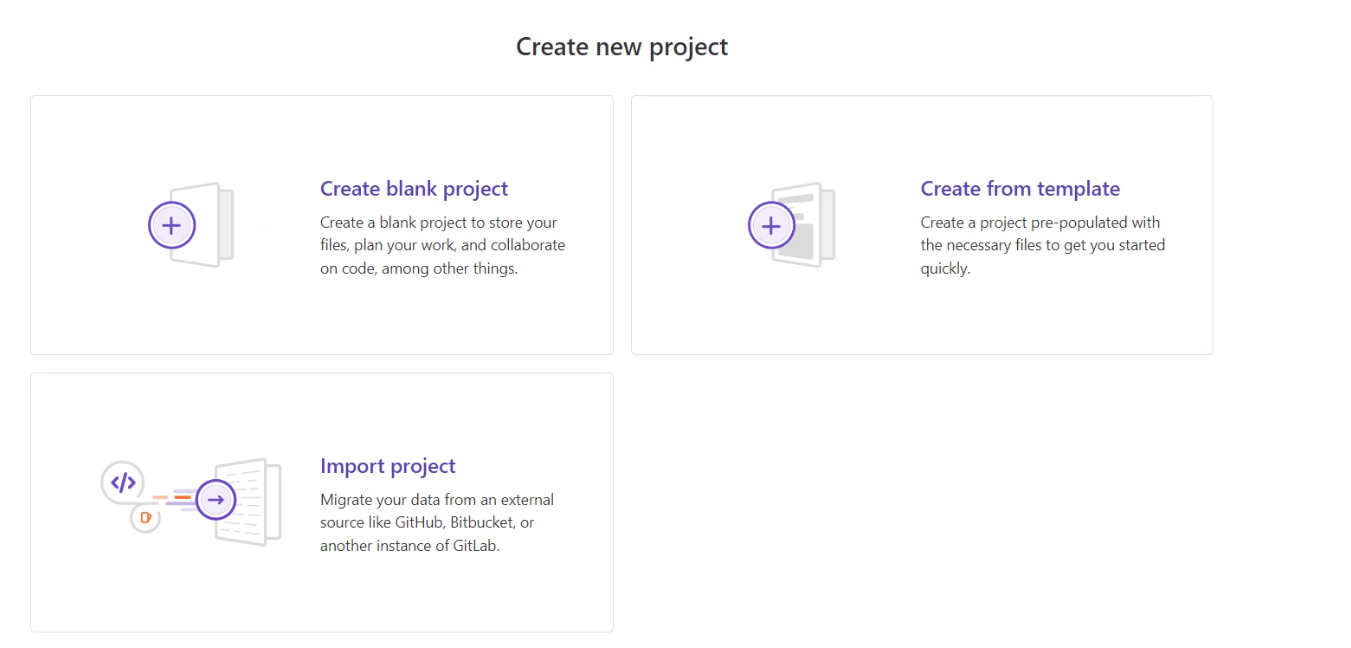 Create new project
Create blank project
Create a blank project to store your
files, plan your work, and collaborate
on code, among other things.
Create from template
Create a project pre-populated with
the necessary files to get you started
quickly.
Import project
Migrate your data from an external
source like GitHub, Bitbucket, or
another instance of GitLab.